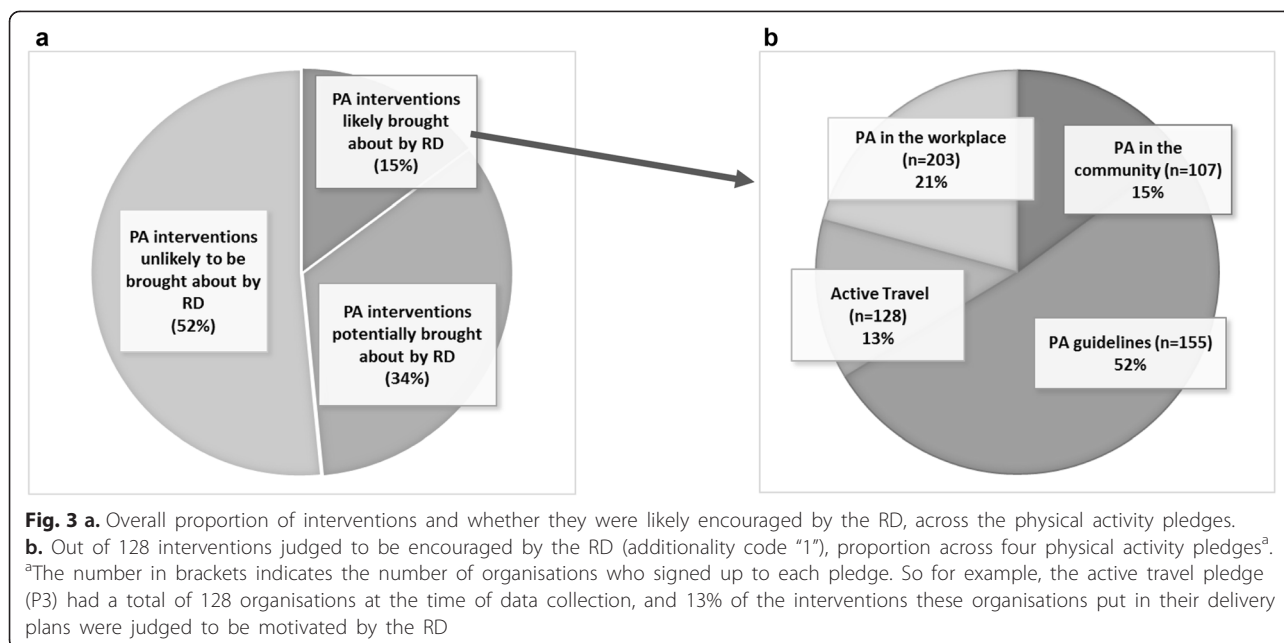 a
PA interventions
likely brought
about by RD
(15%)
PA interventions
unlikely to be
brought about by
RD
(52%)
PA interventions
potentially brought
about by RD
(34%)
b
PA in the workplace
(n=203)
21%
PA in the
community (n=107)
15%
Active Travel
(n=128)
13%
PA guidelines (n=155)
52%
Fig. 3 a. Overall proportion of interventions and whether they were likely encouraged by the RD, across the physical activity pledges.
b. Out of 128 interventions judged to be encouraged by the RD (additionality code “1”), proportion across four physical activity pledgesᵃ.
ᵃThe number in brackets indicates the number of organisations who signed up to each pledge. So for example, the active travel pledge
(P3) had a total of 128 organisations at the time of data collection, and 13% of the interventions these organisations put in their delivery
plans were judged to be motivated by the RD